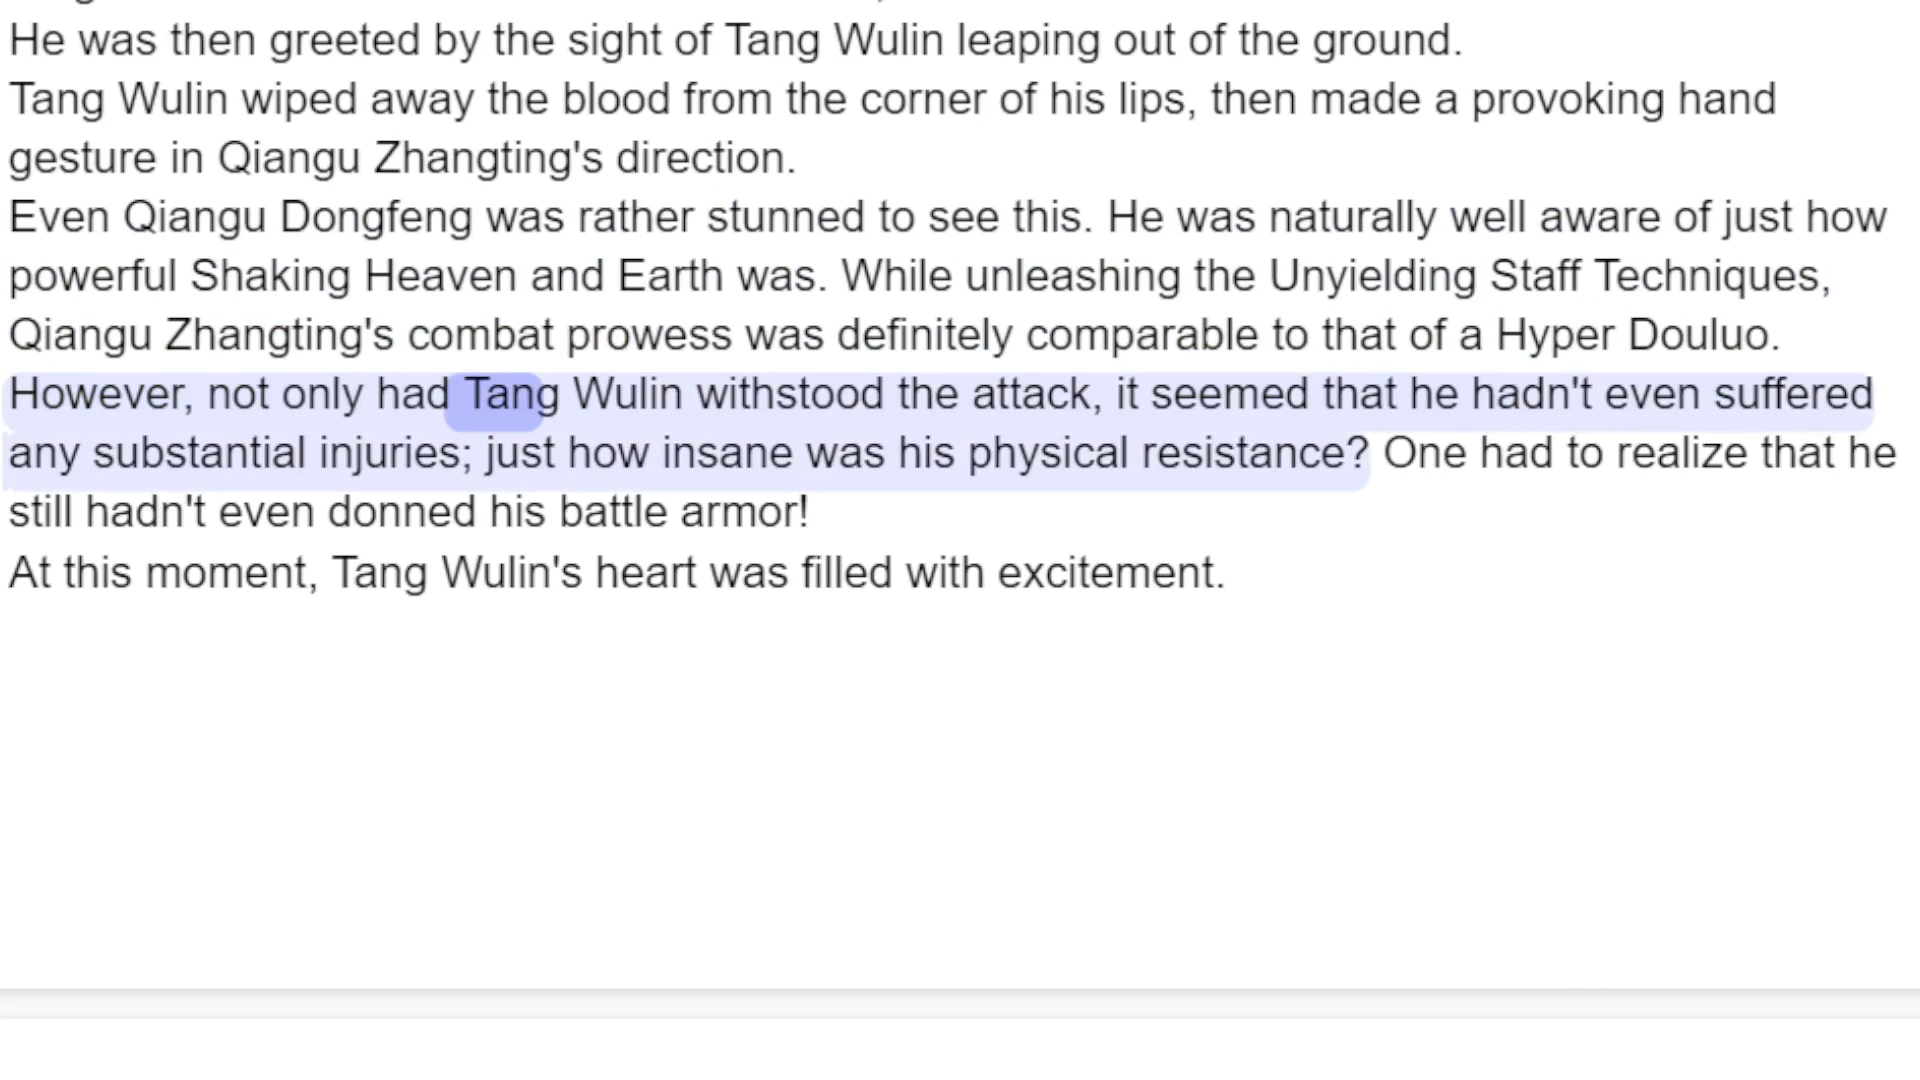 He was then greeted by the sight of Tang Wulin leaping out of the ground.
Tang Wulin wiped away the blood from the corner of his lips, then made a provoking hand
gesture in Qiangu Zhangting's direction.
Even Qiangu Dongfeng was rather stunned to see this. He was naturally well aware of just how
powerful Shaking Heaven and Earth was. While unleashing the Unyielding Staff Techniques,
Qiangu Zhangting's combat prowess was definitely comparable to that of a Hyper Douluo.
However, not only had Tang Wulin withstood the attack, it seemed that he hadn't even suffered
any substantial injuries; just how insane was his physical resistance? One had to realize that he
still hadn't even donned his battle armor!
At this moment, Tang Wulin's heart was filled with excitement.